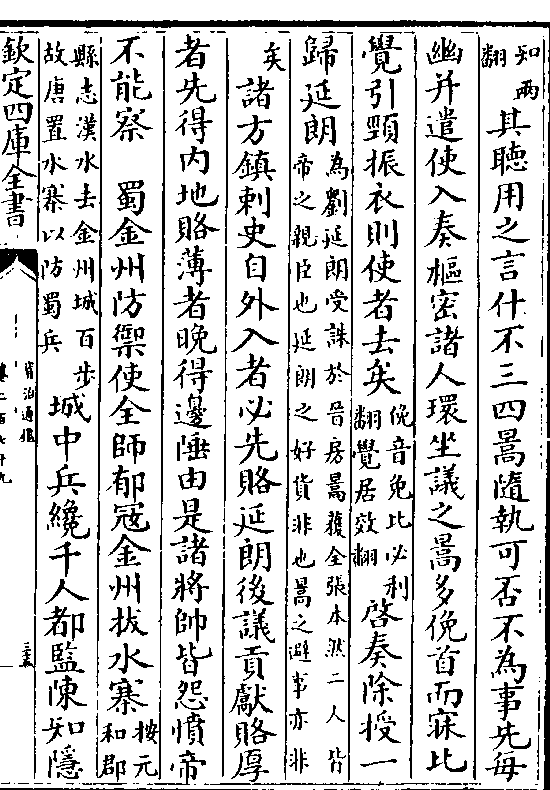 知兩翻其聽用之言什不三四暠隨執可否不為事先每
幽并遣使入奏樞密諸人環坐議之暠多俛首而寐比
覺引頸振衣則使者去矣俛音免比必利翻覺居效翻啓奏除授一
歸延朗為劉延朗受誅於晉房暠獲全張本然二人皆帝之親臣也延朗之好貨非也暠之避事亦非
矣諸方鎮刺史自外入者必先賂延朗後議貢獻賂厚
者先得内地賂薄者晚得邊陲由是諸將帥皆怨憤帝
不能察 蜀金州防禦使全師郁冦金州拔水寨按元和郡
縣志漢水去金州城百步故唐置水寨以防蜀兵城中兵纔千人都監陳知隱
欽定四庫全書
資治通鑑
卷二百七十九